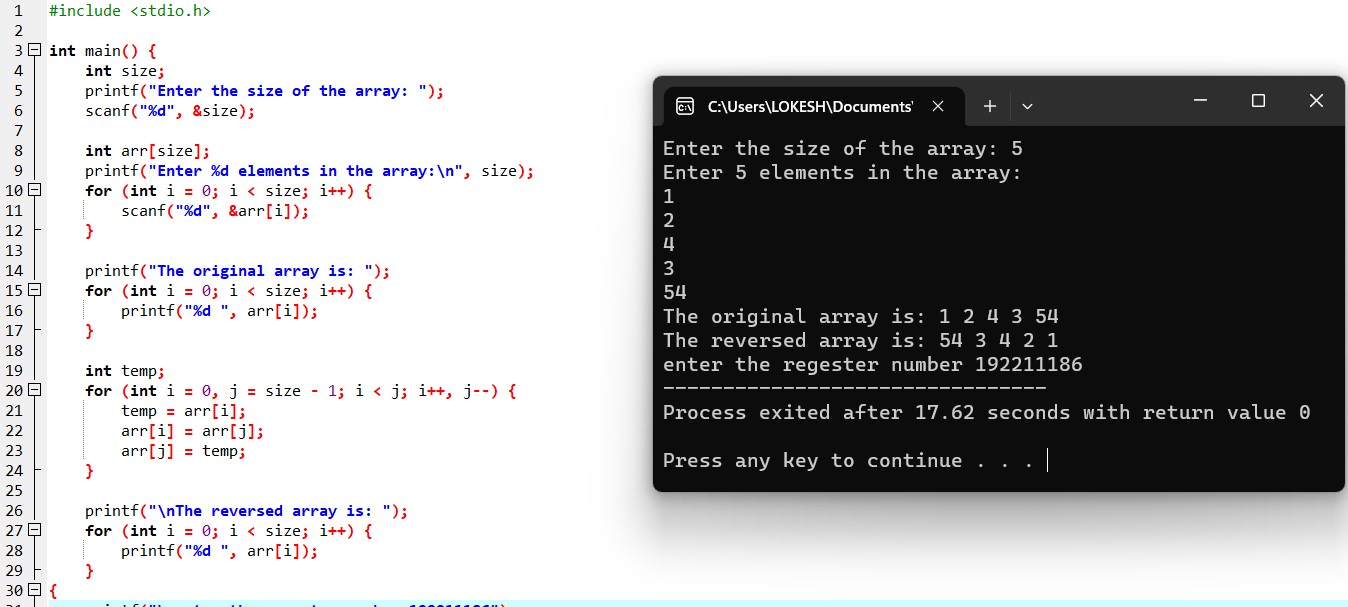 1 #include <stdio.h>
2
3 int main() {
4 int size;
5 printf("Enter the size of the array: ");
6 scanf("%d", &size);
7
8 int arr[size];
9 printf("Enter %d elements in the array:\n", size);
10 for (int i = 0; i < size; i++) {
11 scanf("%d", &arr[i]);
12 }
13
14 printf("The original array is: ");
15 for (int i = 0; i < size; i++) {
16 printf("%d ", arr[i]);
17 }
18
19 int temp;
20 for (int i = 0, j = size - 1; i < j; i++, j--) {
21 temp = arr[i];
22 arr[i] = arr[j];
23 arr[j] = temp;
24 }
25
26 printf("\nThe reversed array is: ");
27 for (int i = 0; i < size; i++) {
28 printf("%d ", arr[i]);
29 }
30 {
C:\Users\LOKESH\Documents'
Enter the size of the array: 5
Enter 5 elements in the array:
1
2
4
3
54
The original array is: 1 2 4 3 54
The reversed array is: 54 3 4 2 1
enter the regester number 192211186
--------------------------------
Process exited after 17.62 seconds with return value 0
Press any key to continue . . .